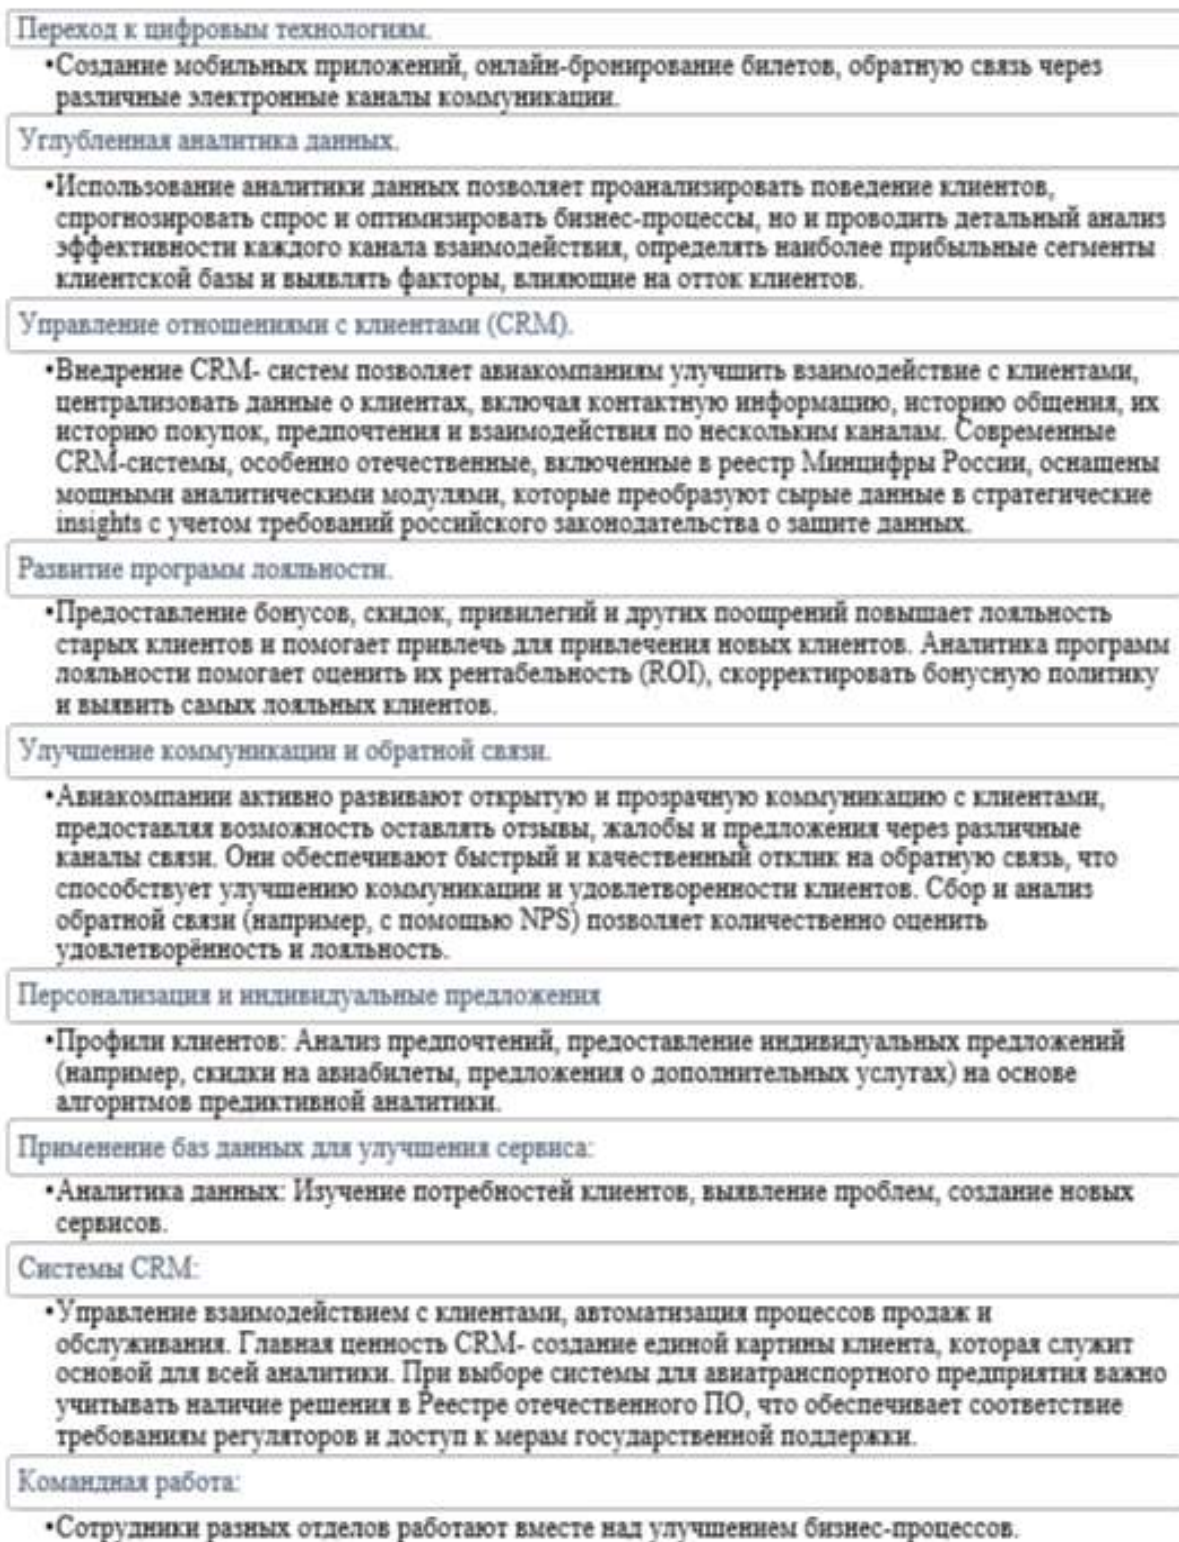 Переход к цифровым технологиям.
•Создание мобильных приложений, онлайн-бронирование билетов, обратную связь через
различные электронные каналы коммуникации.
Углубленная аналитика данных.
•Использование аналитики данных позволяет проанализировать поведение клиентов,
спрогнозировать спрос и оптимизировать бизнес-процессы, но и проводить детальный анализ
эффективности каждого канала взаимодействия, определять наиболее прибыльные сегменты
клиентской базы и выявлять факторы, влияющие на отток клиентов.
Управление отношениями с клиентами (CRM).
•Внедрение CRM- систем позволяет авиакомпаниям улучшить взаимодействие с клиентами,
централизовать данные о клиентах, включая контактную информацию, историю общения, их
историю покупок, предпочтения и взаимодействия по нескольким каналам. Современные
CRM-системы, особенно отечественные, включенные в реестр Минцифры России, оснащены
мощными аналитическими модулями, которые преобразуют сырые данные в стратегические
insights с учетом требований российского законодательства о защите данных.
Развитие программ лояльности.
•Предоставление бонусов, скидок, привилегий и других поощрений повышает лояльность
старых клиентов и помогает привлечь для привлечения новых клиентов. Аналитика программ
лояльности помогает оценить их рентабельность (ROI), скорректировать бонусную политику
и выявить самых лояльных клиентов.
Улучшение коммуникации и обратной связи.
•Авиакомпании активно развивают открытую и прозрачную коммуникацию с клиентами,
предоставляя возможность оставлять отзывы, жалобы и предложения через различные
каналы связи. Они обеспечивают быстрый и качественный отклик на обратную связь, что
способствует улучшению коммуникации и удовлетворенности клиентов. Сбор и анализ
обратной связи (например, с помощью NPS) позволяет количественно оценить
удовлетворённость и лояльность.
Персонализация и индивидуальные предложения
•Профили клиентов: Анализ предпочтений, предоставление индивидуальных предложений
(например, скидки на авиабилеты, предложения о дополнительных услугах) на основе
алгоритмов предиктивной аналитики.
Применение баз данных для улучшения сервиса:
•Аналитика данных: Изучение потребностей клиентов, выявление проблем, создание новых
сервисов.
Системы CRM:
•Управление взаимодействием с клиентами, автоматизация процессов продаж и
обслуживания. Главная ценность CRM- создание единой картины клиента, которая служит
основой для всей аналитики. При выборе системы для авиатранспортного предприятия важно
учитывать наличие решения в Реестре отечественного ПО, что обеспечивает соответствие
требованиям регуляторов и доступ к мерам государственной поддержки.
Командная работа:
•Сотрудники разных отделов работают вместе над улучшением бизнес-процессов.